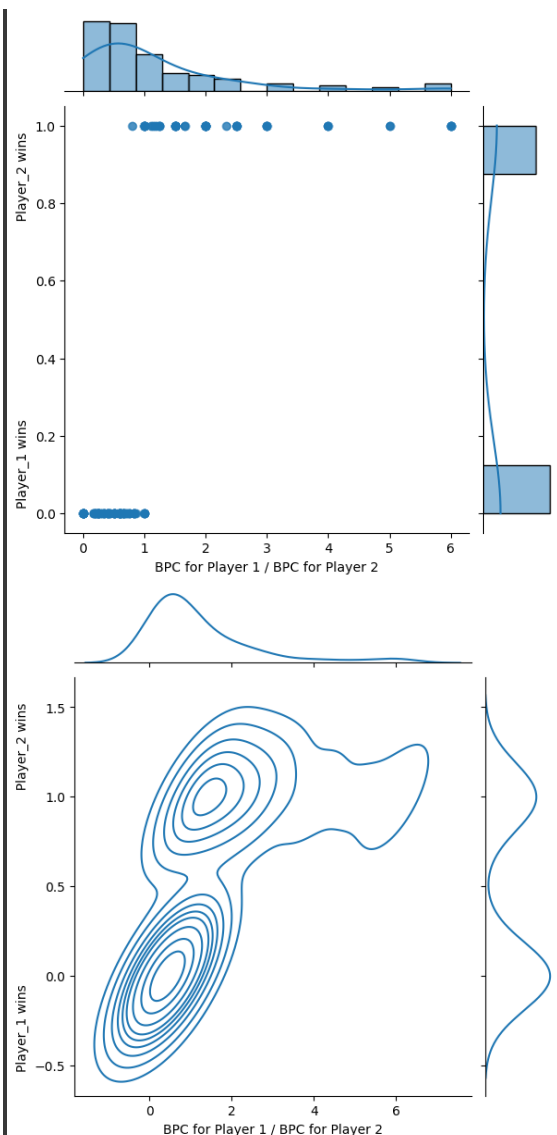 Player_2 wins
Player_1 wins
1.0
0.8
0.6
0.4
0.2
0.0
0 1 2 3 4 5 6
BPC for Player 1 / BPC for Player 2
Player_2 wins
Player_1 wins
1.5
1.0
0.5
0.0
−0.5
0 2 4 6
BPC for Player 1 / BPC for Player 2